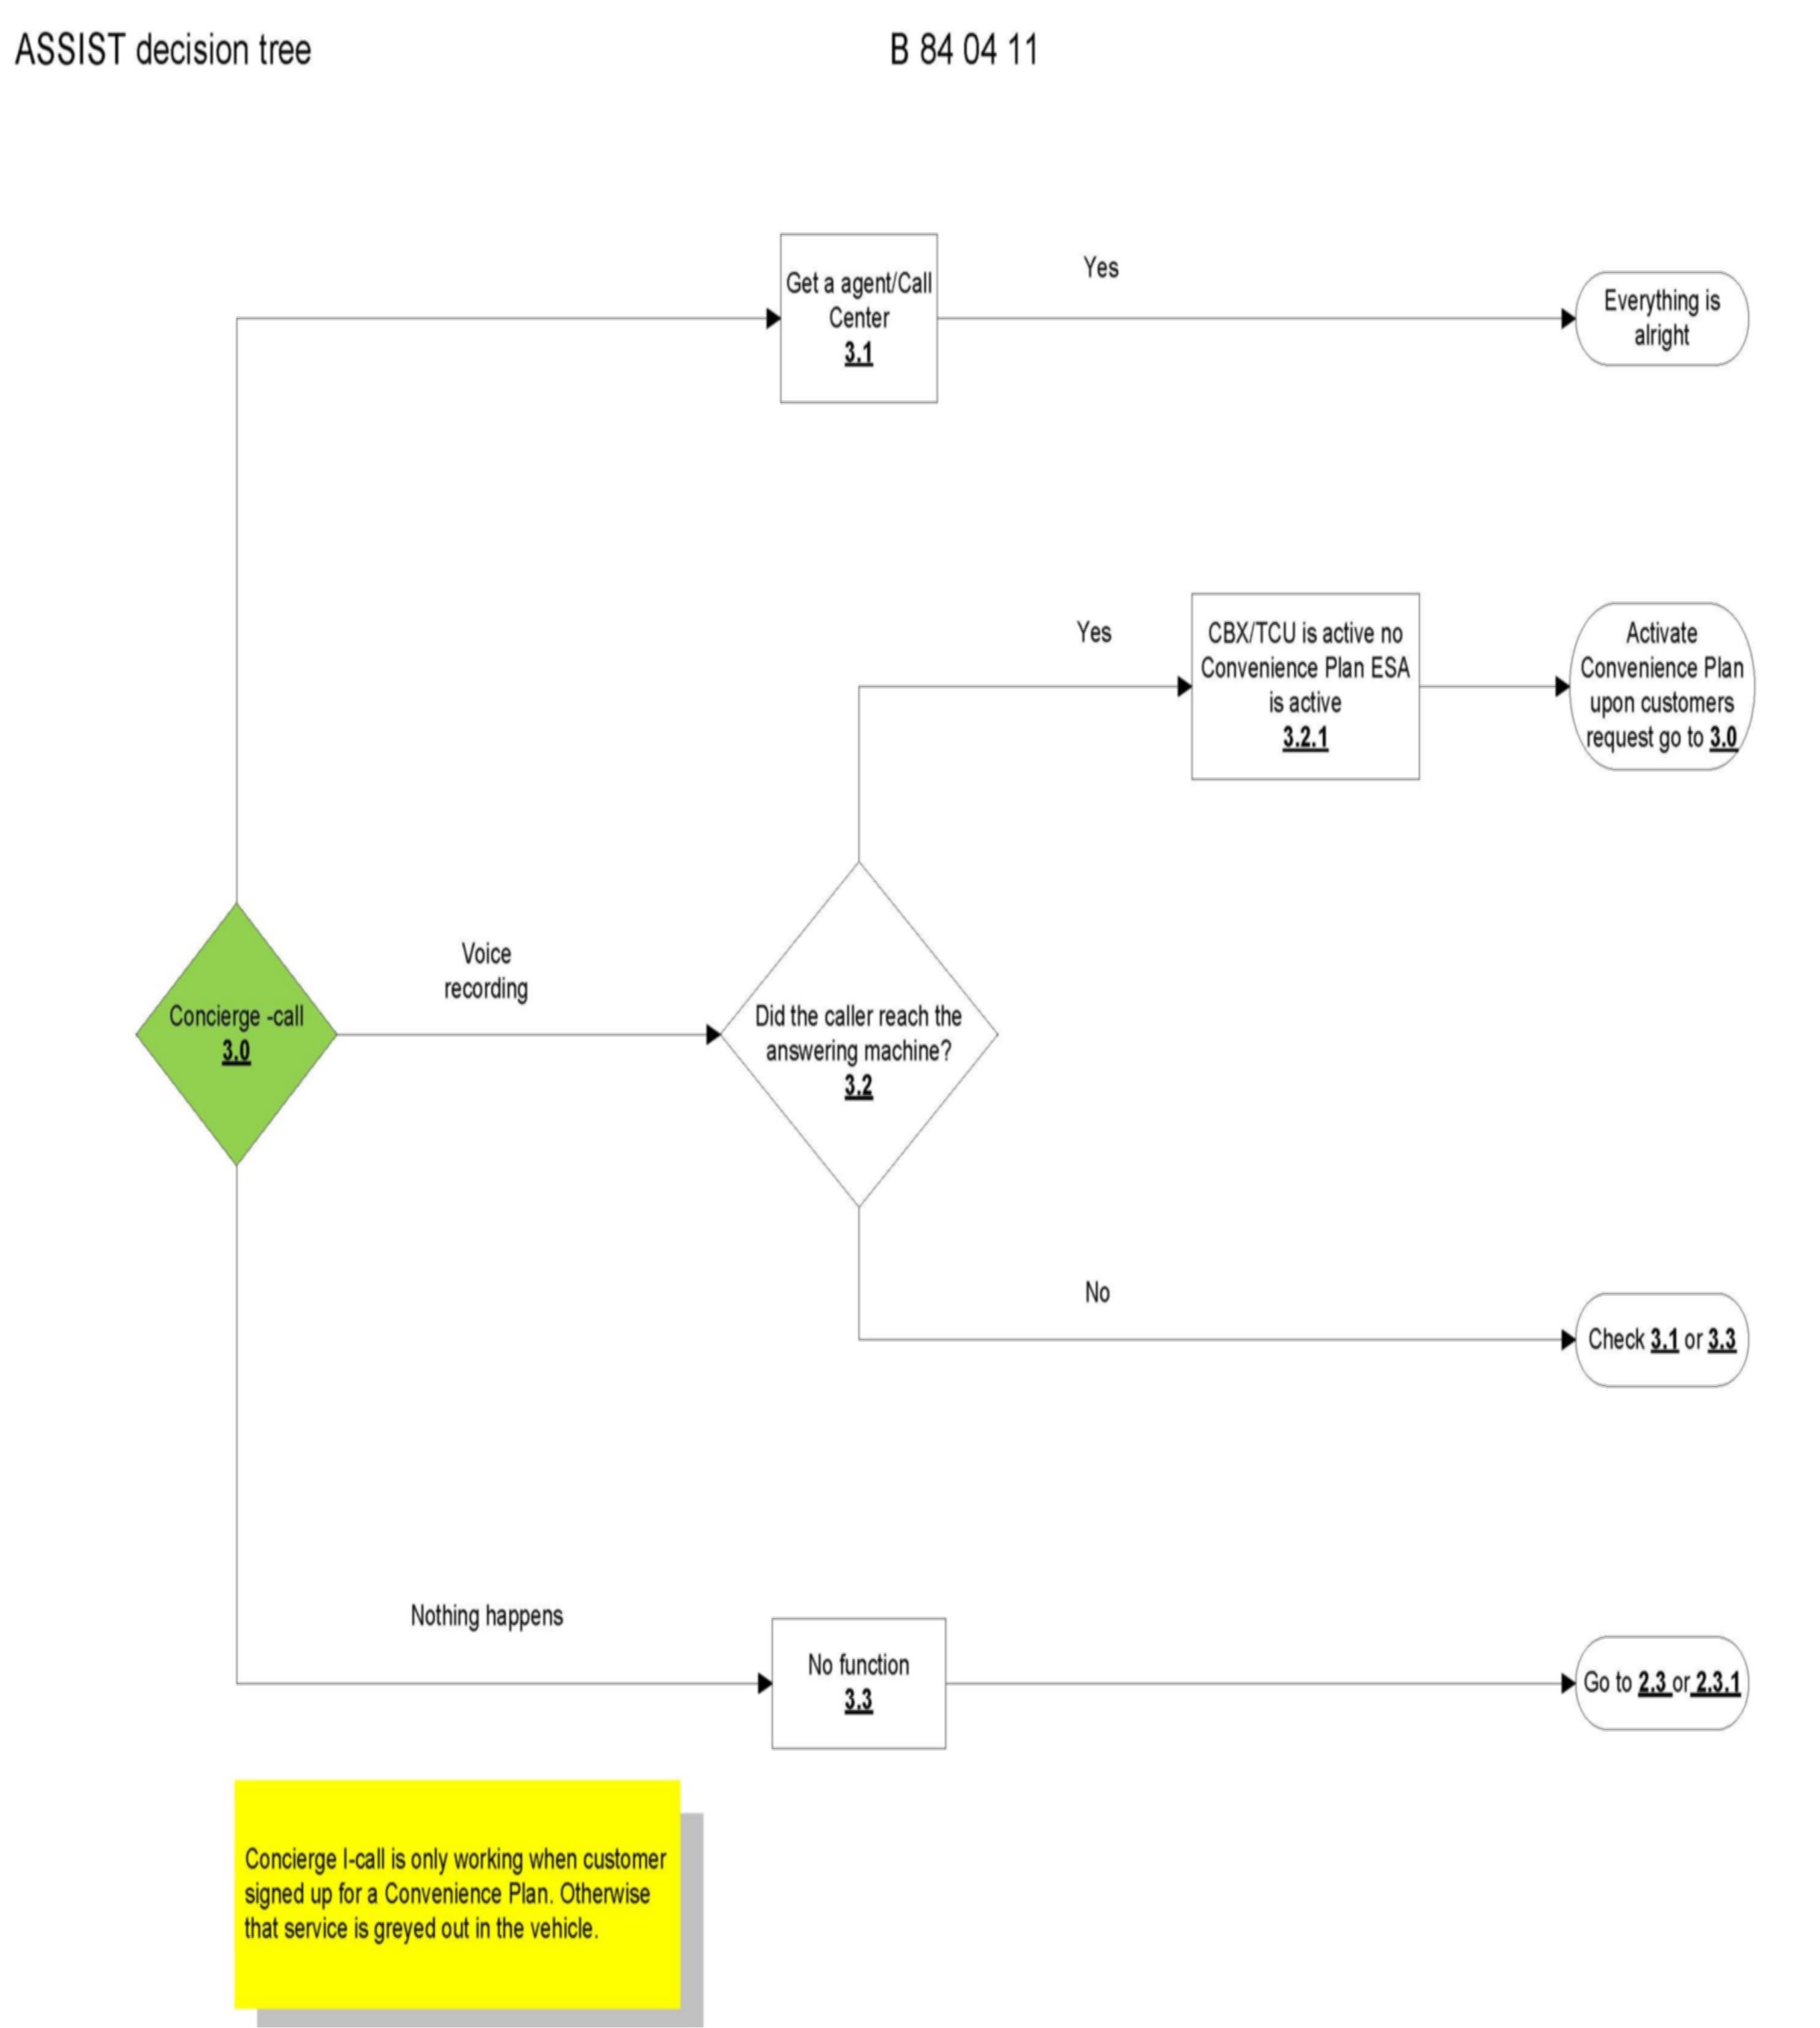 ASSIST decision tree
B 84 04 11
Get a agent/Call
Center
3.1
Yes
Everything is
alright
Yes
CBX/TCU is active no
Convenience Plan ESA
is active
3.2.1
Activate
Convenience Plan
upon customers
request go to 3.0
Voice
recording
Concierge -call
3.0
Did the caller reach the
answering machine?
3.2
No
Check 3.1 or 3.3
Nothing happens
No function
3.3
Go to 2.3 or 2.3.1
Concierge I-call is only working when customer
signed up for a Convenience Plan. Otherwise
that service is greyed out in the vehicle.